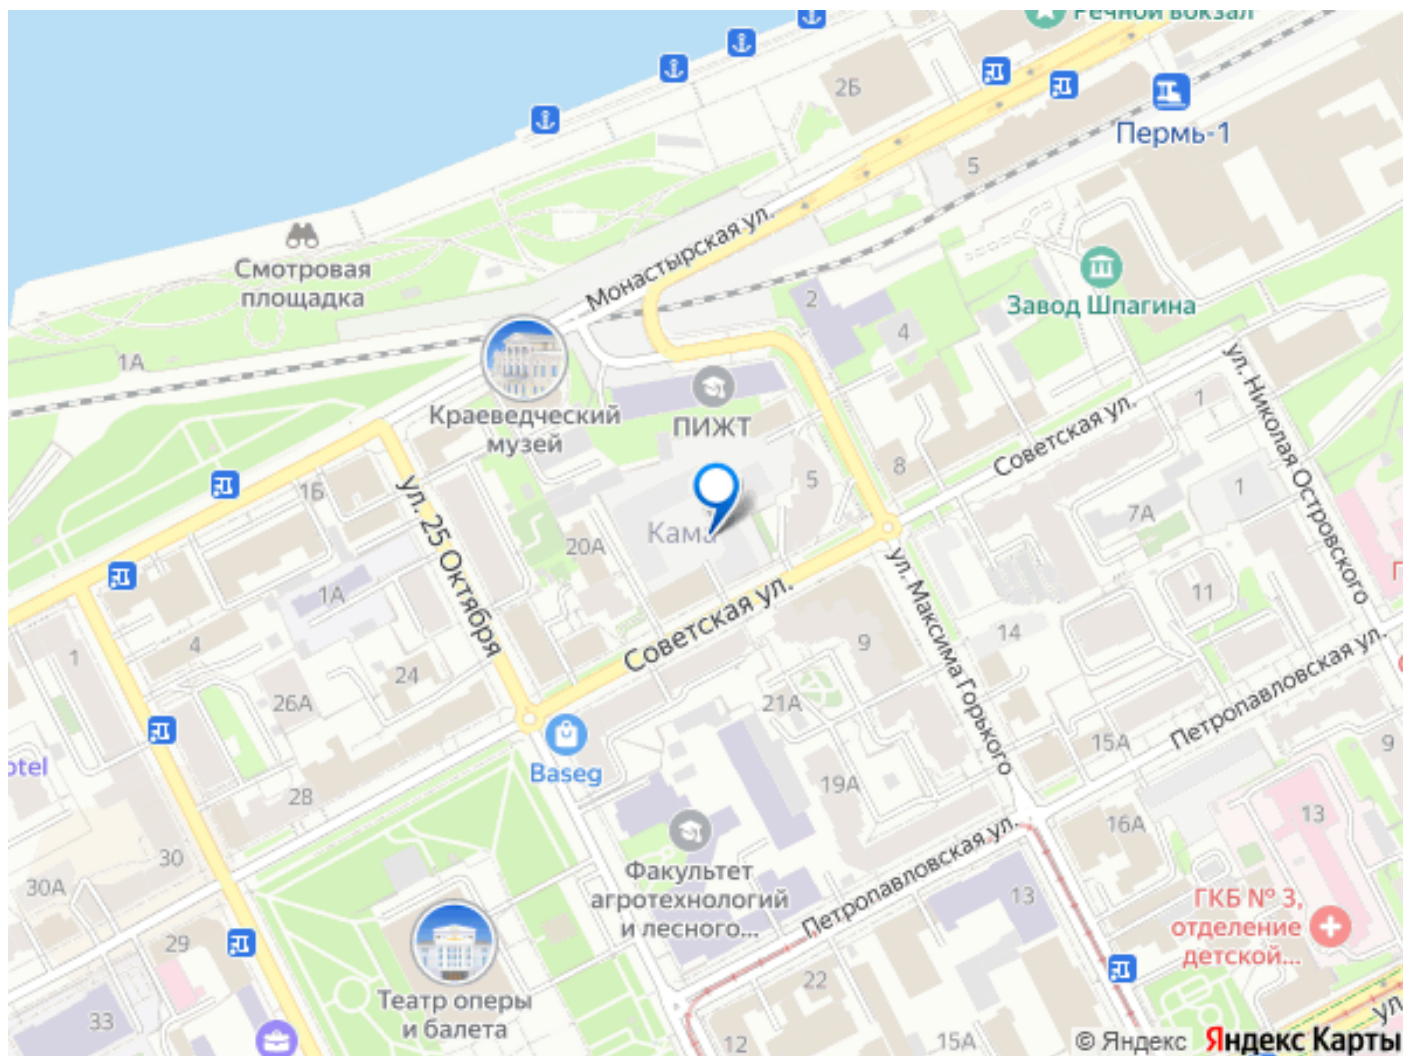 Речной вокзал
2Б
Пермь-1
5
Монастырская ул.
Смотровая
площадка
2
Завод Шпагина
4
1А
Краеведческий
музей
ПИЖТ
ул. Николая Островского
1
Советская ул.
8
5
1Б
ул. 25 Октября
1
7А
Кама
20А
1А
ул. Максима Горького
11
Советская ул.
14
4
1
9
Петропавловская ул.
24
26А
21А
15А
9
Baseg
otel
28
19А
13
16А
Петропавловская ул.
30
30А
Факультет
агротехнологий
и лесного...
13
ГКБ № 3,
отделение
детской...
29
22
Театр оперы
и балета
33
12
15А
ул.
© Яндекс Яндекс Карты